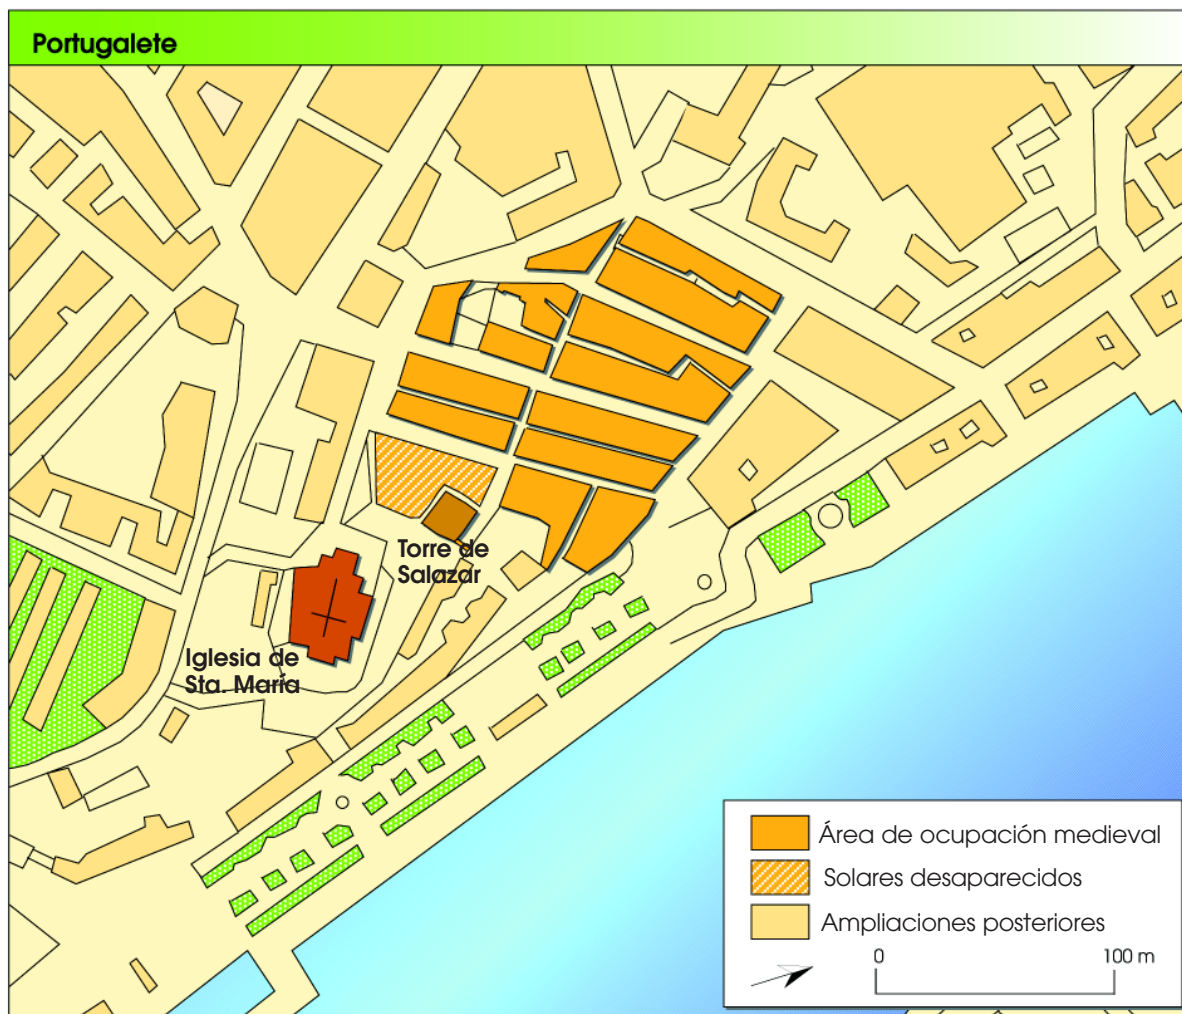 Portugalete
Torre de
Salazar
Iglesia de
Sta. María
Área de ocupación medieval
Solares desaparecidos
Ampliaciones posteriores
0 100 m